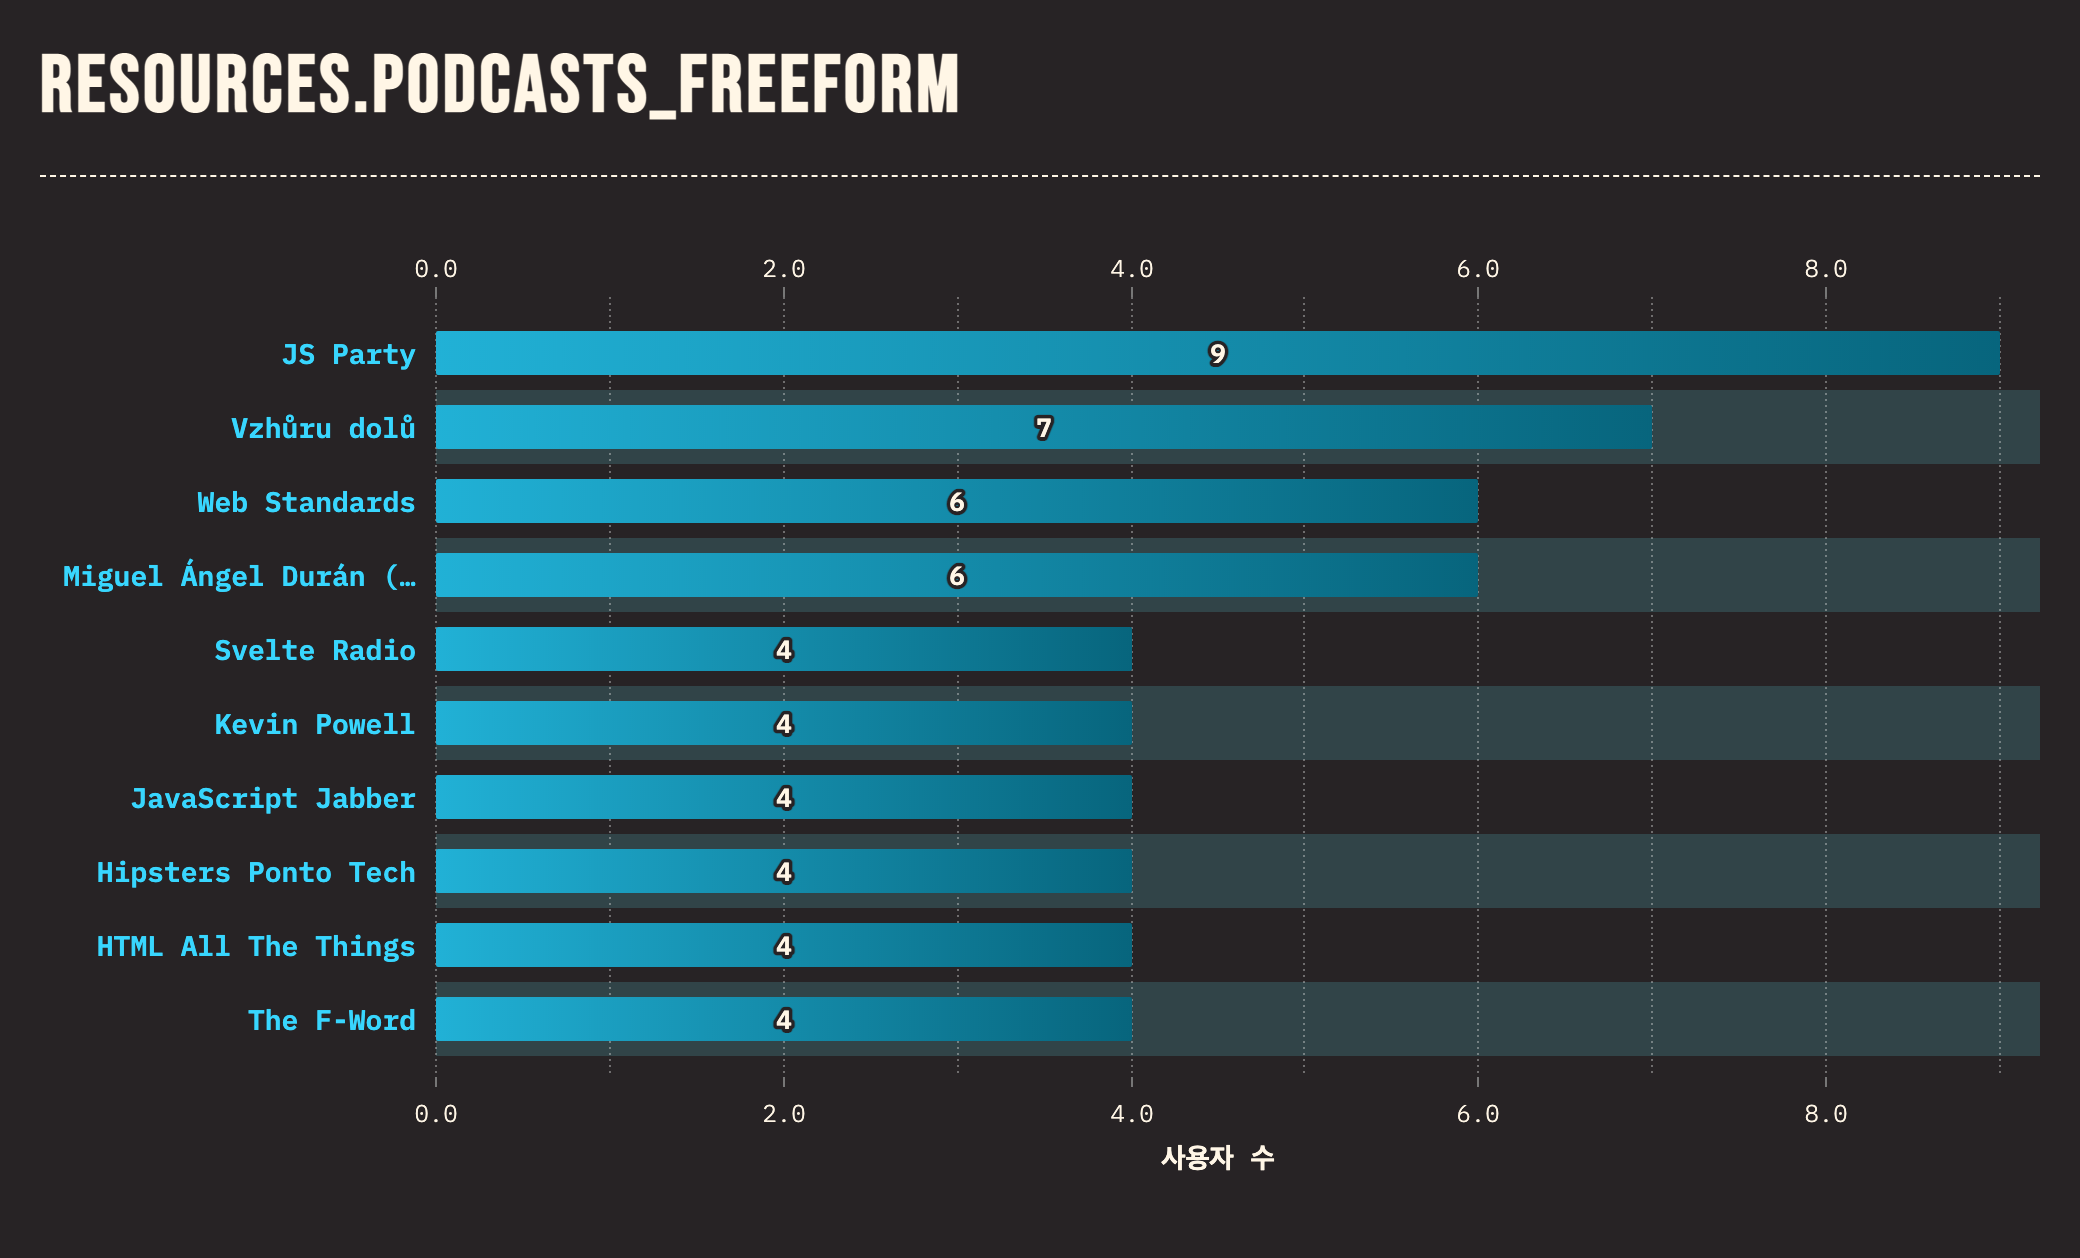 RESOURCES.PODCASTS_FREEFORM
0.0 2.0 4.0 6.0 8.0
JS Party 9
Vzhůru dolů 7
Web Standards 6
Miguel Ángel Durán (… 6
Svelte Radio 4
Kevin Powell 4
JavaScript Jabber 4
Hipsters Ponto Tech 4
HTML All The Things 4
The F-Word 4
0.0 2.0 4.0 6.0 8.0
사용자 수